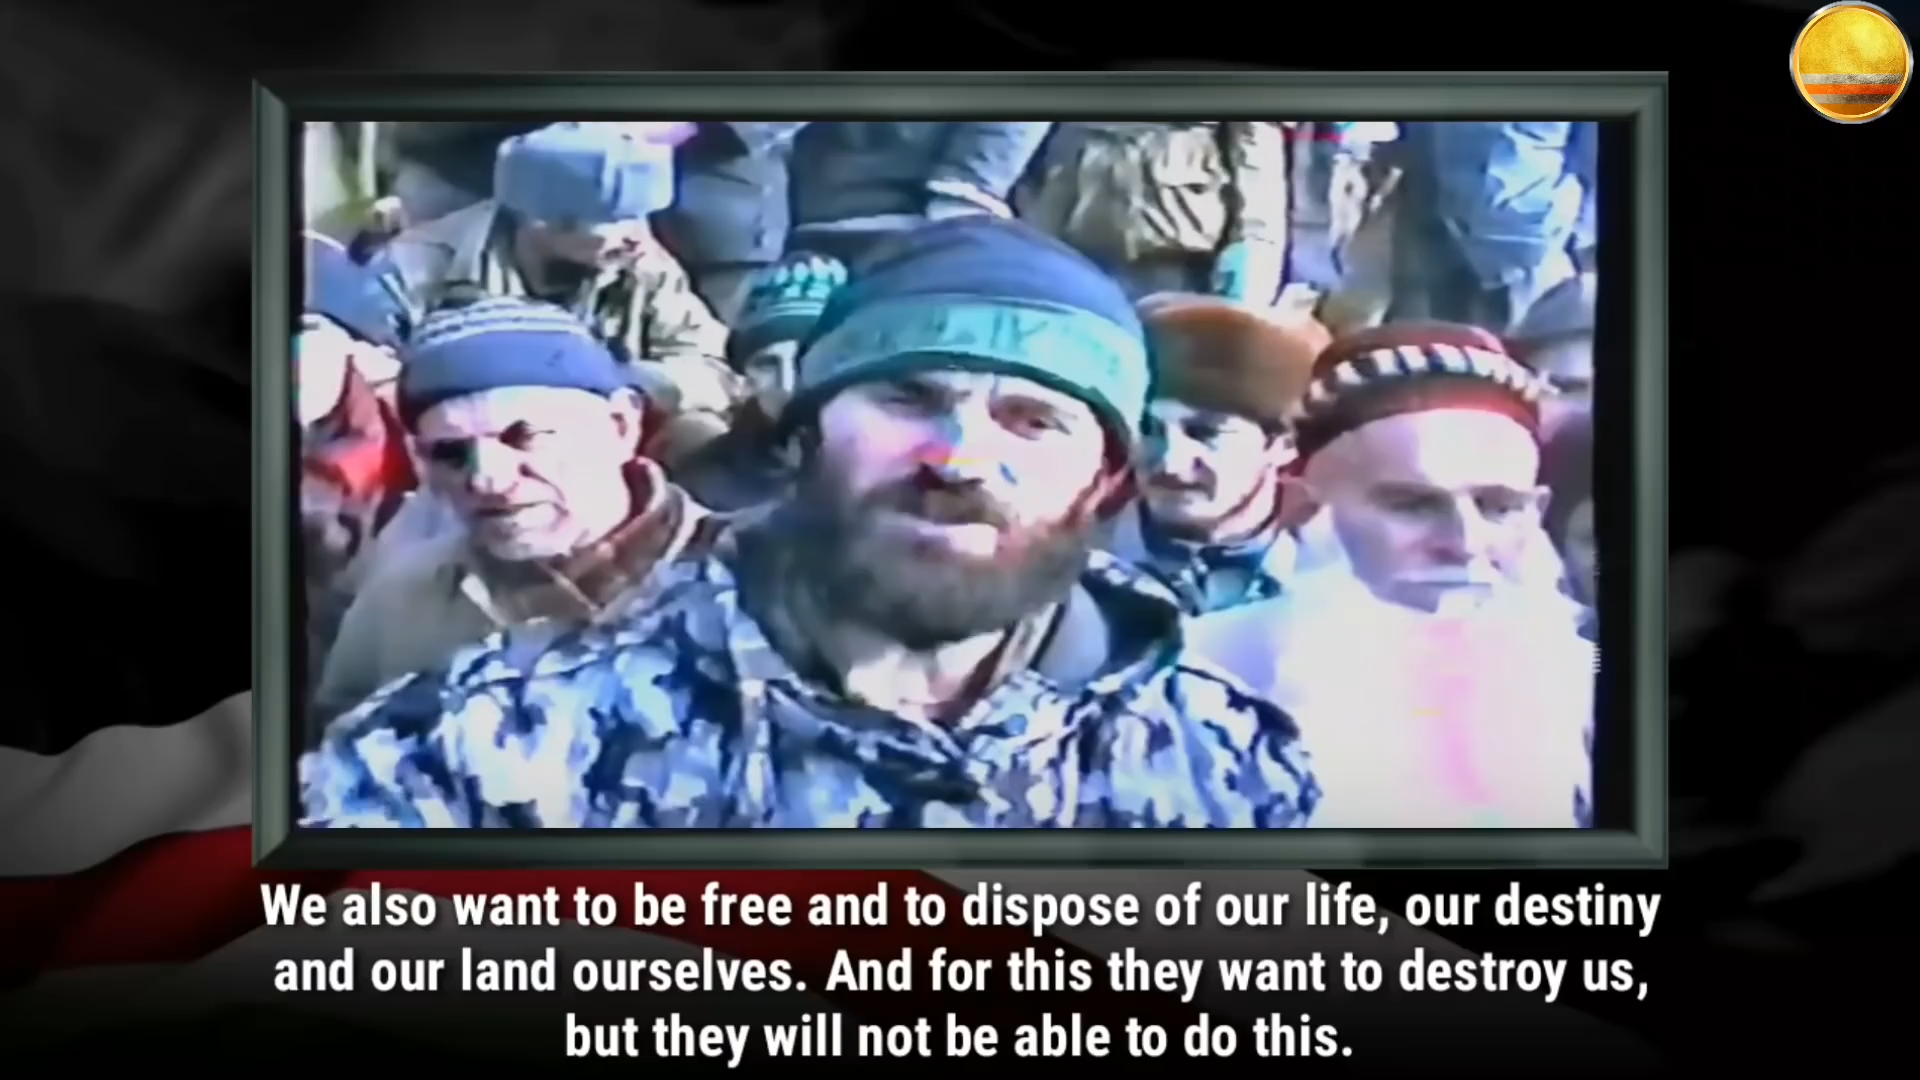 We also want to be free and to dispose of our life, our destiny
and our land ourselves. And for this they want to destroy us,
but they will not be able to do this.